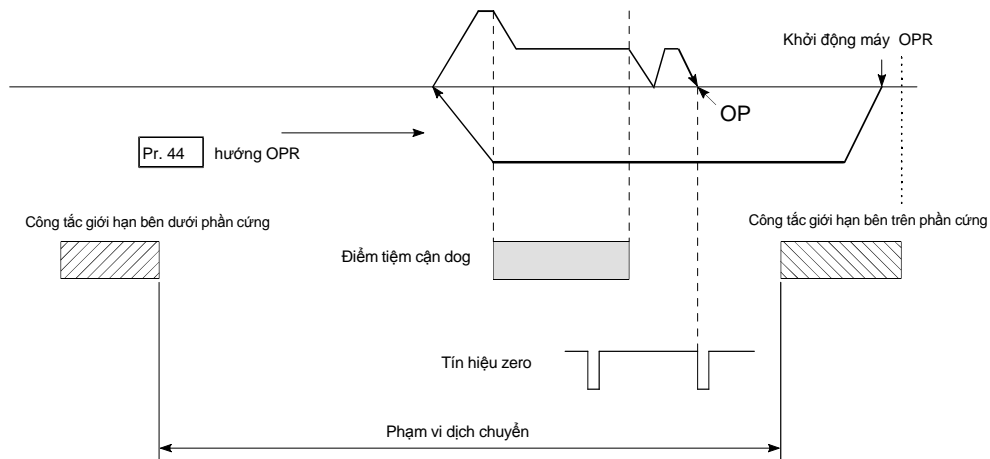 Khởi động máy OPR
OP
Pr. 44 hướng OPR
Công tắc giới hạn bên dưới phần cứng
Công tắc giới hạn bên trên phần cứng
Điểm tiệm cận dog
Tín hiệu zero
Phạm vi dịch chuyển